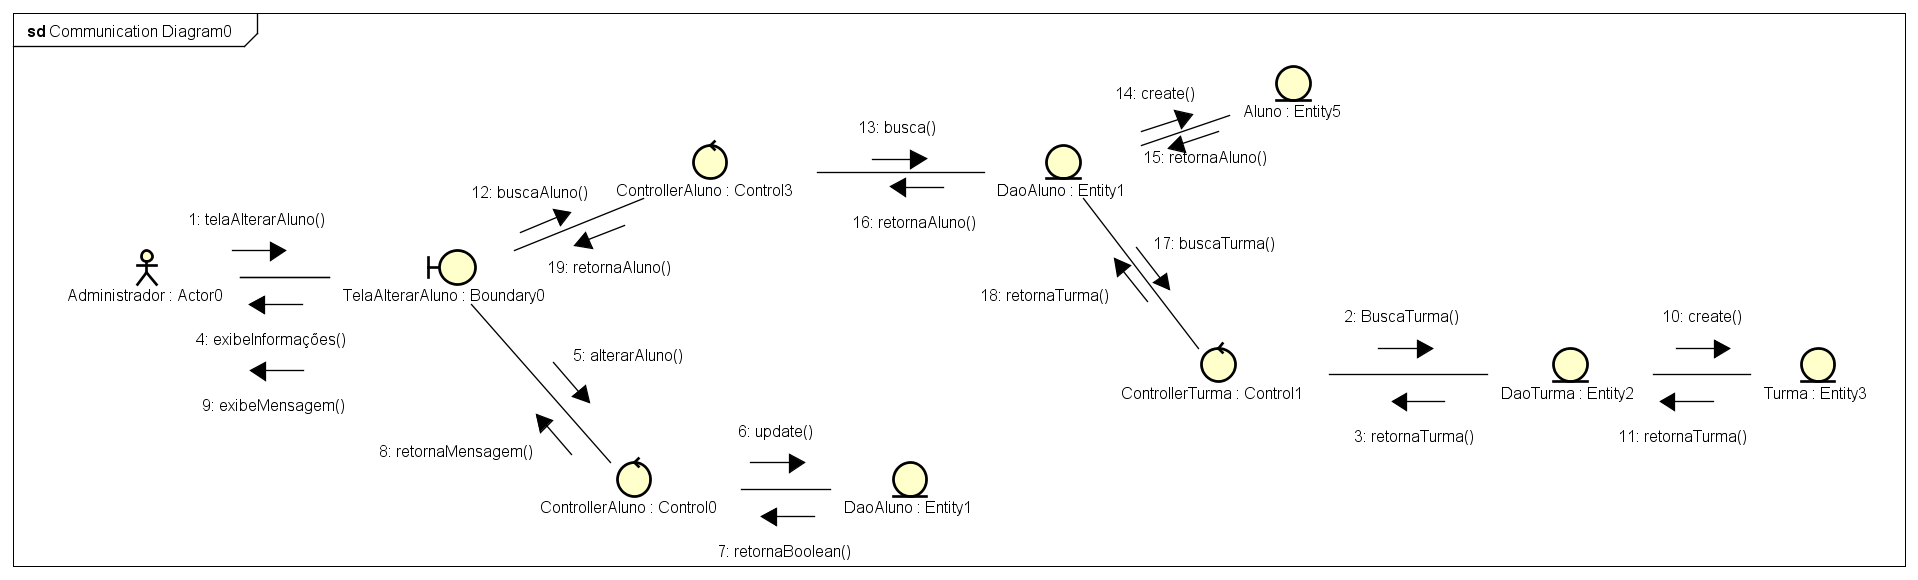 sd Communication Diagram0
14: create()
Aluno : Entity5
13: busca()
15: retornaAluno()
12: buscaAluno()
ControllerAluno : Control3
DaoAluno : Entity1
1: telaAlterarAluno()
16: retornaAluno()
17: buscaTurma()
19: retornaAluno()
Administrador : Actor0
TelaAlterarAluno : Boundary0
18: retornaTurma()
2: BuscaTurma()
10: create()
4: exibeInformações()
5: alterarAluno()
ControllerTurma : Control1
DaoTurma : Entity2
Turma : Entity3
9: exibeMensagem()
6: update()
3: retornaTurma()
11: retornaTurma()
8: retornaMensagem()
ControllerAluno : Control0
DaoAluno : Entity1
7: retornaBoolean()